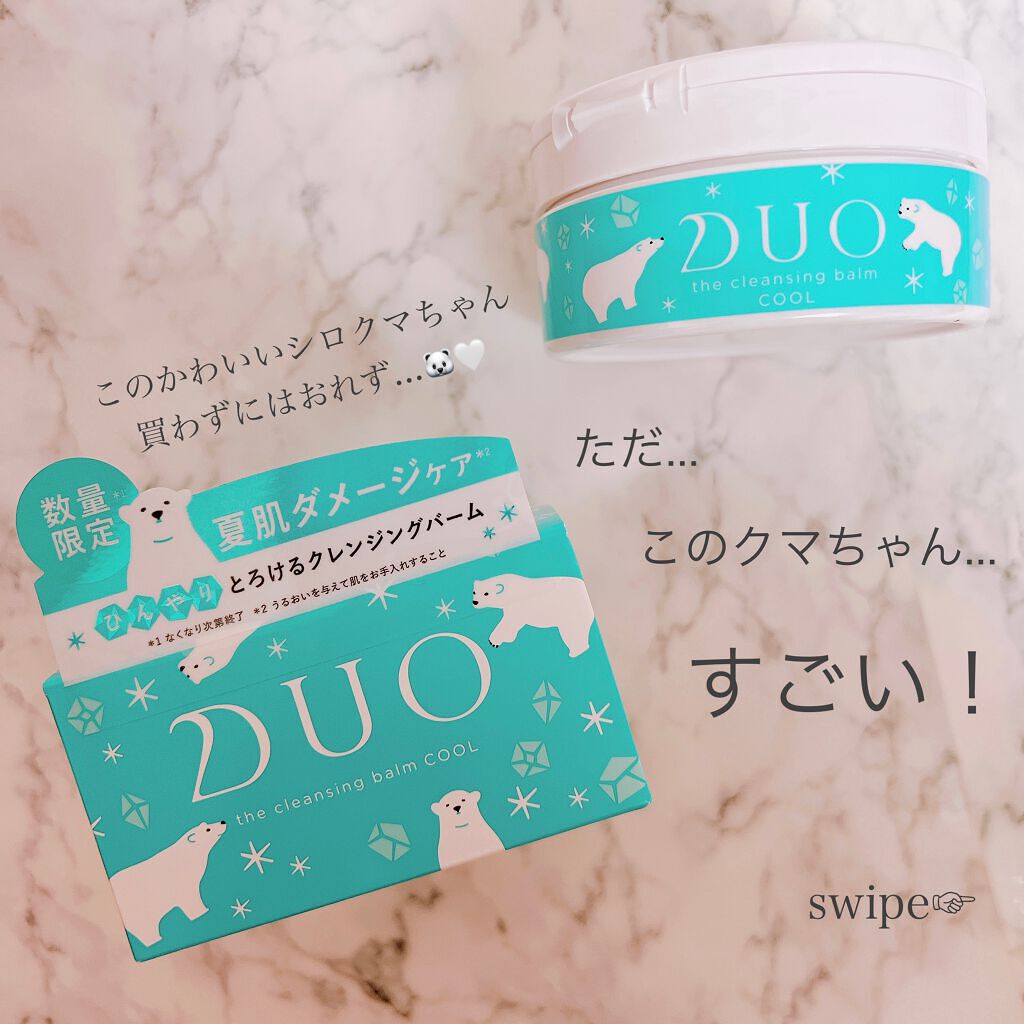 DUO
the cleansing balm
COOL
このかわいいシロクマちゃん
買わずにはおれず...🐼🤍
ただ...
このクマちゃん...
すごい！
数量
限定*1
夏肌ダメージケア*2
ひんやり とろけるクレンジングバーム
*1 なくなり次第終了 *2 うるおいを与えて肌をお手入れすること
DUO
the cleansing balm COOL
swipe☞